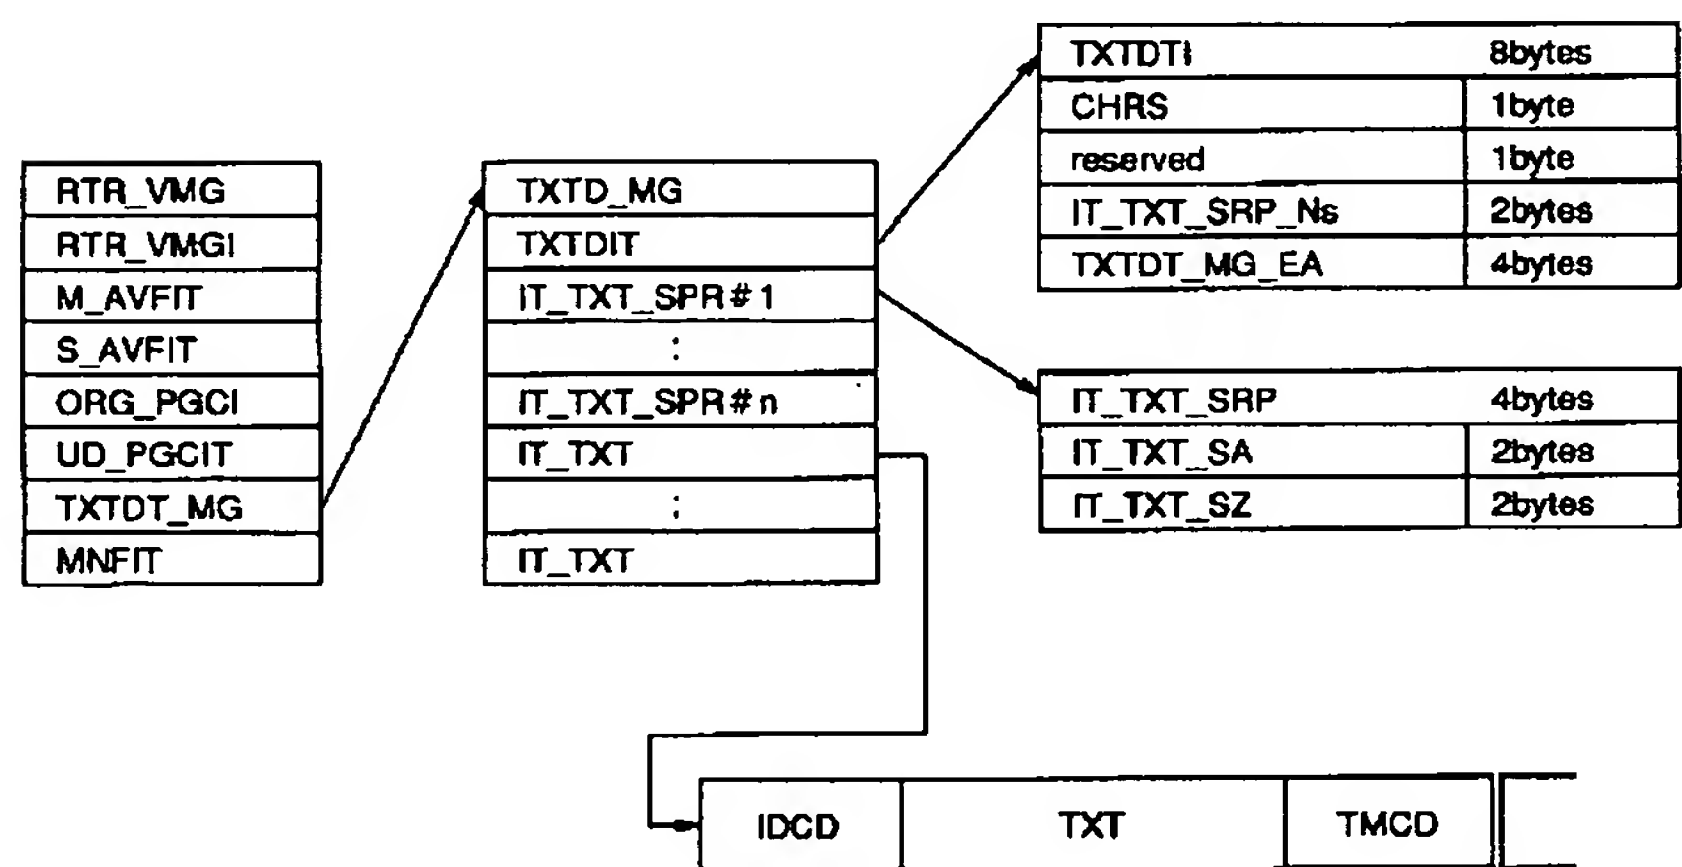 RTR_VMG
RTR_VMGI
M_AVFIT
S_AVFIT
ORG_PGCI
UD_PGCIT
TXTDT_MG
MNFIT
TXTD_MG
TXTDIT
IT_TXT_SPR#1
:
IT_TXT_SPR#n
IT_TXT
:
IT_TXT
TXTDTI 8bytes
CHRS 1byte
reserved 1byte
IT_TXT_SRP_Ns 2bytes
TXTDT_MG_EA 4bytes
IT_TXT_SRP 4bytes
IT_TXT_SA 2bytes
IT_TXT_SZ 2bytes
IDCD TXT TMCD